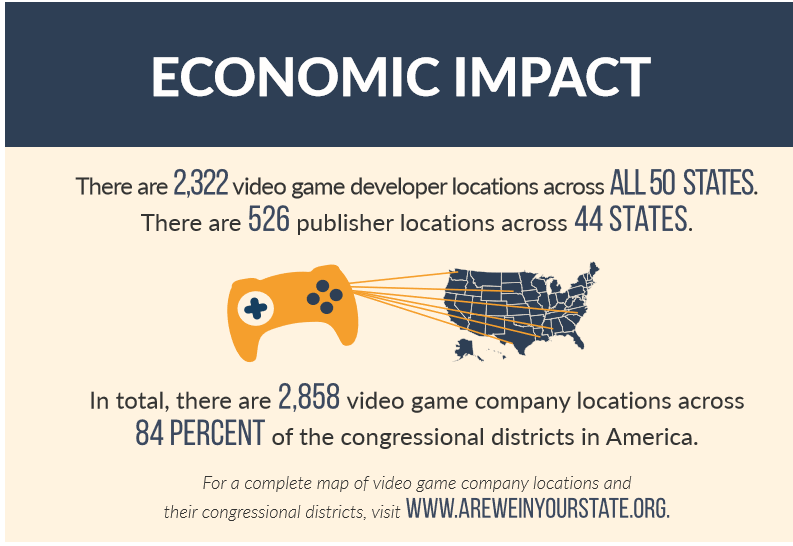 ECONOMIC IMPACT
There are 2,322 video game developer locations across ALL 50 STATES.
There are 526 publisher locations across 44 STATES.
In total, there are 2,858 video game company locations across
84 PERCENT of the congressional districts in America.
For a complete map of video game company locations and
their congressional districts, visit WWW.AREWEINYOURSTATE.ORG.